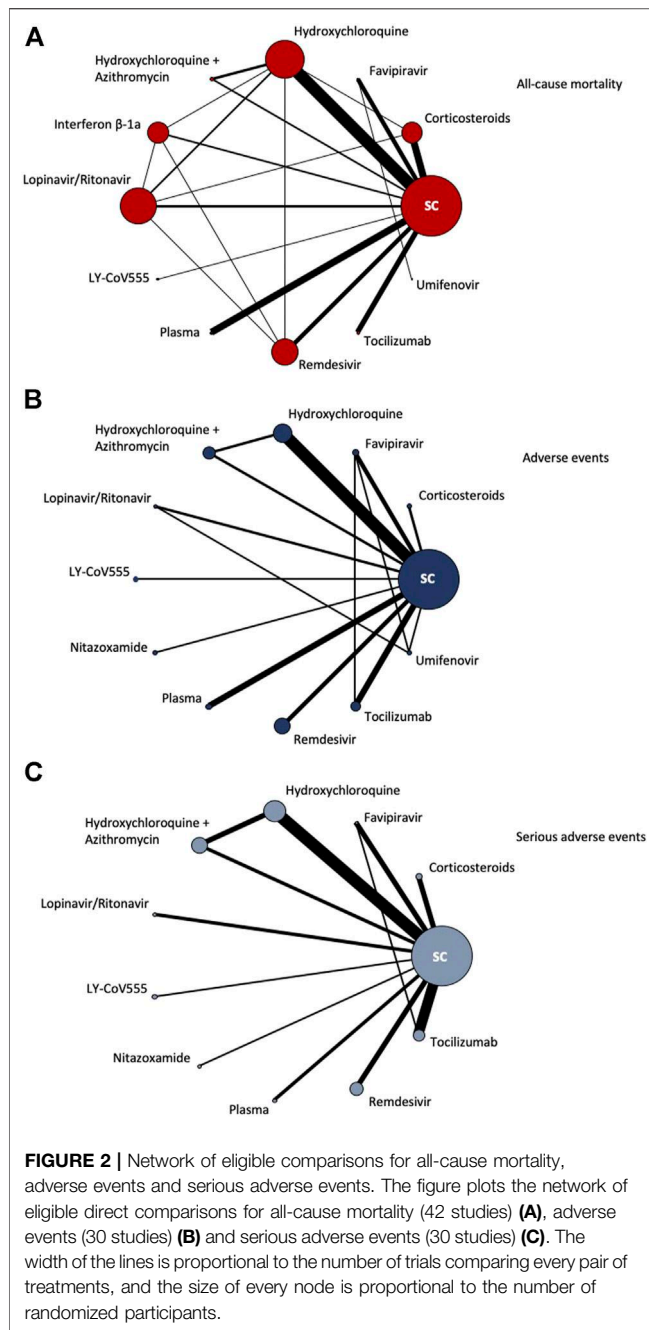 A
Hydroxychloroquine
Hydroxychloroquine +
Azithromycin
Favipiravir
All-cause mortality
Interferon β-1a
Corticosteroids
Lopinavir/Ritonavir
SC
LY-CoV555
Umifenovir
Plasma
Tocilizumab
Remdesivir
B
Hydroxychloroquine
Hydroxychloroquine +
Azithromycin
Favipiravir
Adverse events
Lopinavir/Ritonavir
Corticosteroids
LY-CoV555
SC
Nitazoxamide
Umifenovir
Plasma
Tocilizumab
Remdesivir
C
Hydroxychloroquine
Hydroxychloroquine +
Azithromycin
Favipiravir
Serious adverse events
Corticosteroids
Lopinavir/Ritonavir
SC
LY-CoV555
Tocilizumab
Nitazoxamide
Remdesivir
Plasma
FIGURE 2 | Network of eligible comparisons for all-cause mortality,
adverse events and serious adverse events. The figure plots the network of
eligible direct comparisons for all-cause mortality (42 studies) (A), adverse
events (30 studies) (B) and serious adverse events (30 studies) (C). The
width of the lines is proportional to the number of trials comparing every pair of
treatments, and the size of every node is proportional to the number of
randomized participants.